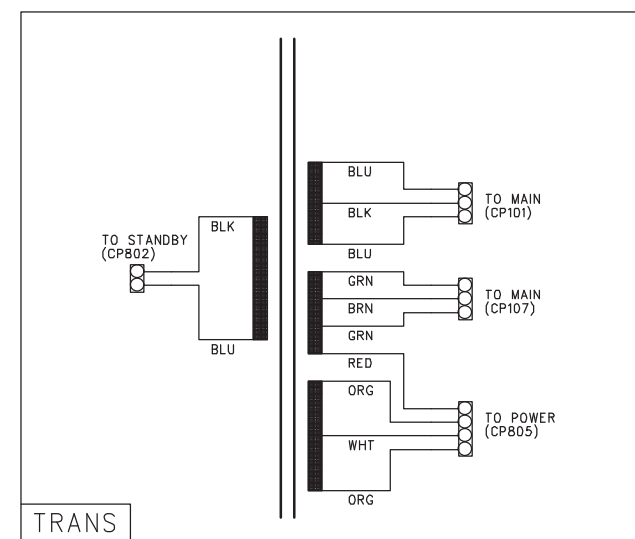 BLU
BLK
BLU
TO MAIN
(CP101)
BLK
TO STANDBY
(CP802)
BLU
GRN
BRN
GRN
RED
TO MAIN
(CP107)
ORG
WHT
ORG
TO POWER
(CP805)
TRANS